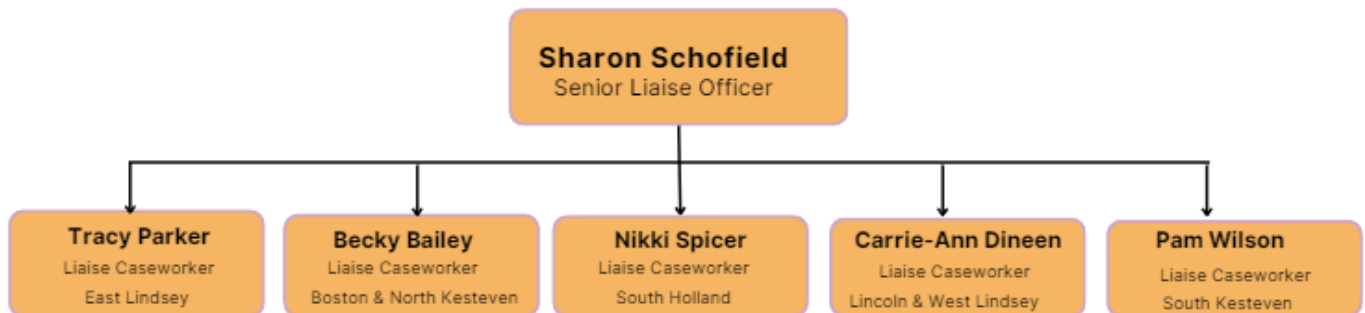 Sharon Schofield
Senior Liaise Officer
Tracy Parker
Liaise Caseworker
East Lindsey
Becky Bailey
Liaise Caseworker
Boston & North Kesteven
Nikki Spicer
Liaise Caseworker
South Holland
Carrie-Ann Dineen
Liaise Caseworker
Lincoln & West Lindsey
Pam Wilson
Liaise Caseworker
South Kesteven